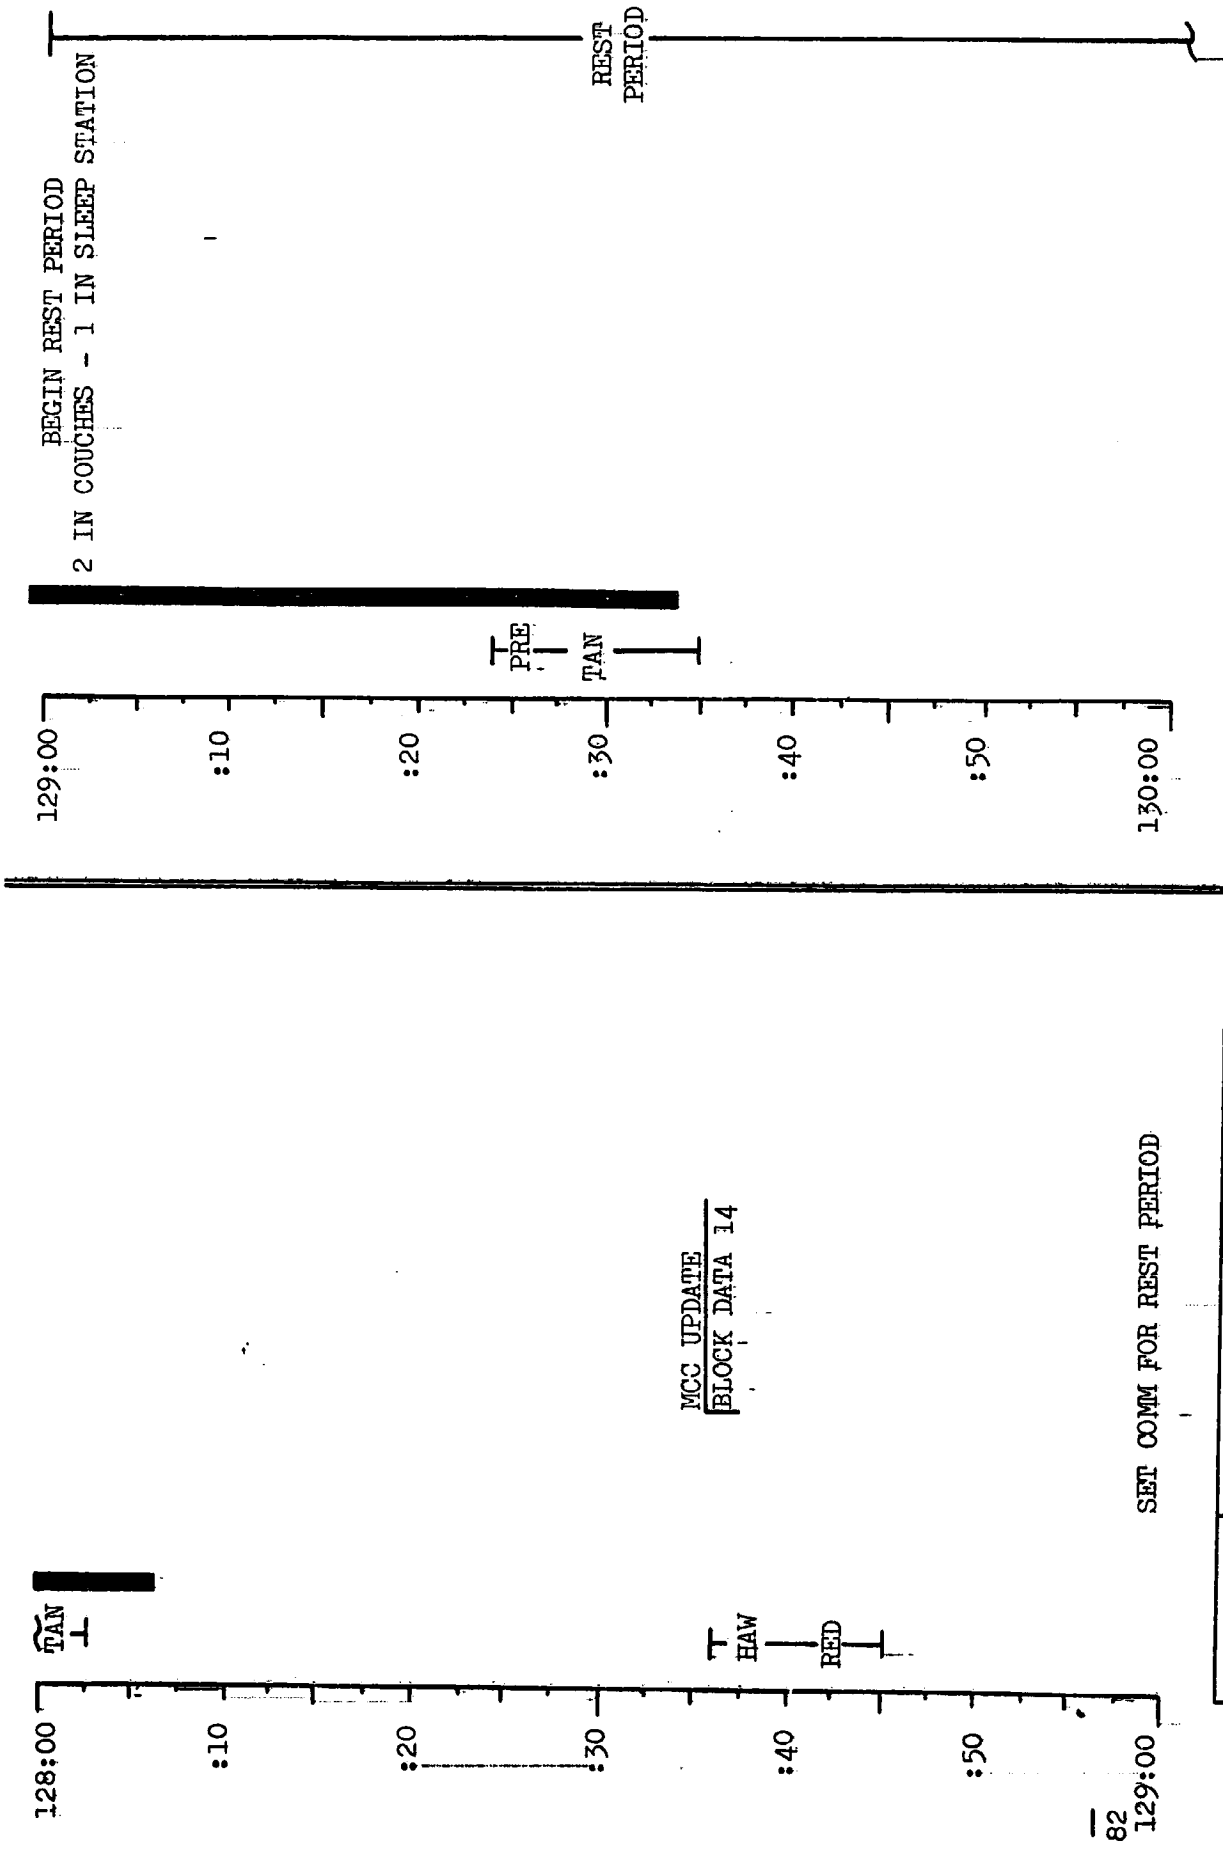 128:00
TAN
:10
:20
:30
HAW
MCC UPDATE
BLOCK DATA 14
:40
RED
:50
SET COMM FOR REST PERIOD
129:00
82
129:00
BEGIN REST PERIOD
2 IN COUCHES - 1 IN SLEEP STATION
:10
:20
PRE
:30
TAN
REST
PERIOD
:40
:50
130:00